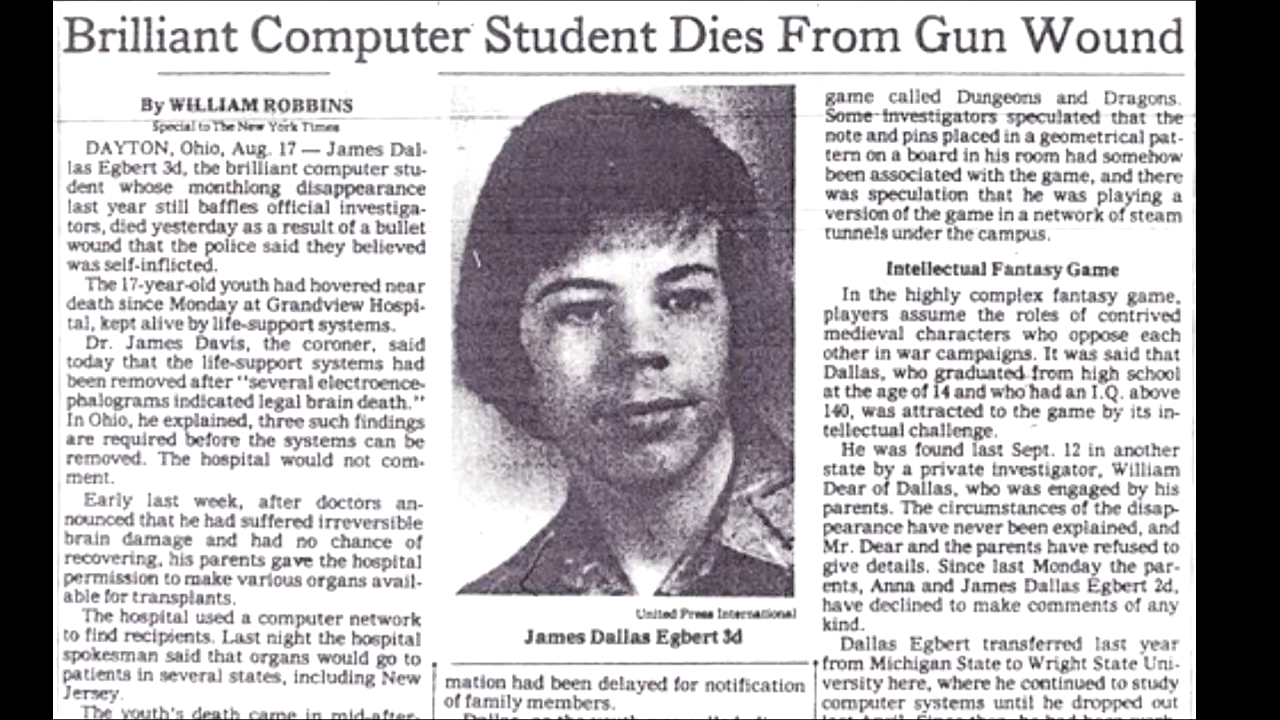 Brilliant Computer Student Dies From Gun Wound
By WILLIAM ROBBINS
Special to The New York Times
DAYTON, Ohio, Aug. 17 — James Dal-
las Egbert 3d, the brilliant computer stu-
dent whose monthlong disappearance
last year still baffles official investiga-
tors, died yesterday as a result of a bullet
wound that the police said they believed
was self-inflicted.
The 17-year-old youth had hovered near
death since Monday at Grandview Hospi-
tal, kept alive by life-support systems.
Dr. James Davis, the coroner, said
today that the life-support systems had
been removed after "several electroence-
phalograms indicated legal brain death."
In Ohio, he explained, three such findings
are required before the systems can be
removed. The hospital would not com-
ment.
Early last week, after doctors an-
nounced that he had suffered irreversible
brain damage and had no chance of
recovering, his parents gave the hospital
permission to make various organs avail-
able for transplants.
The hospital used a computer network
to find recipients. Last night the hospital
spokesman said that organs would go to
patients in several states, including New
Jersey.
The youth's death came in mid-after-
United Press International
James Dallas Egbert 3d
mation had been delayed for notification
of family members.
game called Dungeons and Dragons.
Some investigators speculated that the
note and pins placed in a geometrical pat-
tern on a board in his room had somehow
been associated with the game, and there
was speculation that he was playing a
version of the game in a network of steam
tunnels under the campus.
Intellectual Fantasy Game
In the highly complex fantasy game,
players assume the roles of contrived
medieval characters who oppose each
other in war campaigns. It was said that
Dallas, who graduated from high school
at the age of 14 and who had an I.Q. above
140, was attracted to the game by its in-
tellectual challenge.
He was found last Sept. 12 in another
state by a private investigator, William
Dear of Dallas, who was engaged by his
parents. The circumstances of the disap-
pearance have never been explained, and
Mr. Dear and the parents have refused to
give details. Since last Monday the par-
ents, Anna and James Dallas Egbert 2d,
have declined to make comments of any
kind.
Dallas Egbert transferred last year
from Michigan State to Wright State Uni-
versity here, where he continued to study
computer systems until he dropped out